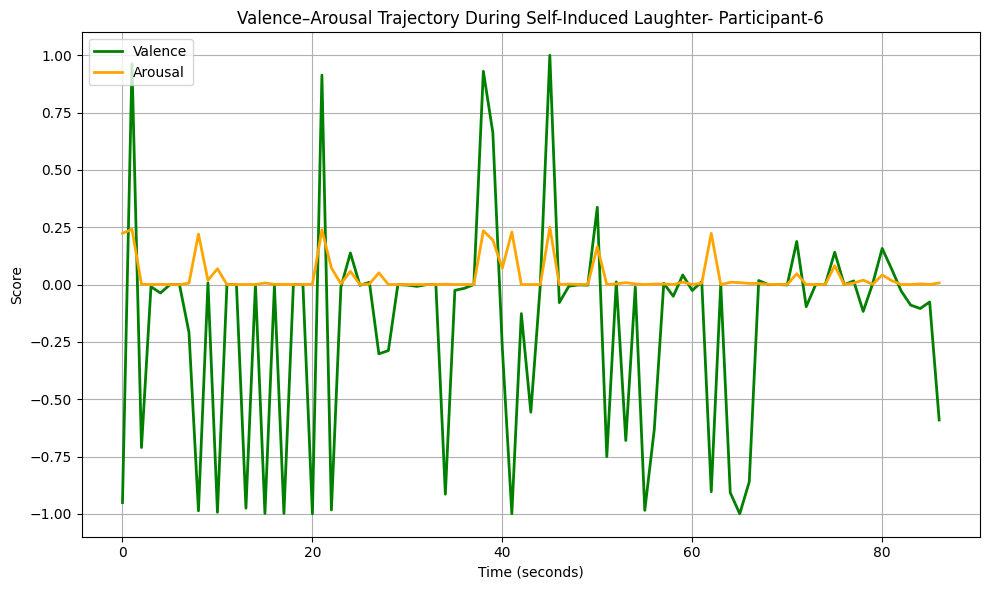 Valence–Arousal Trajectory During Self-Induced Laughter- Participant-6
Valence
Arousal
1.00
0.75
0.50
0.25
0.00
−0.25
−0.50
−0.75
−1.00
Score
0 20 40 60 80
Time (seconds)